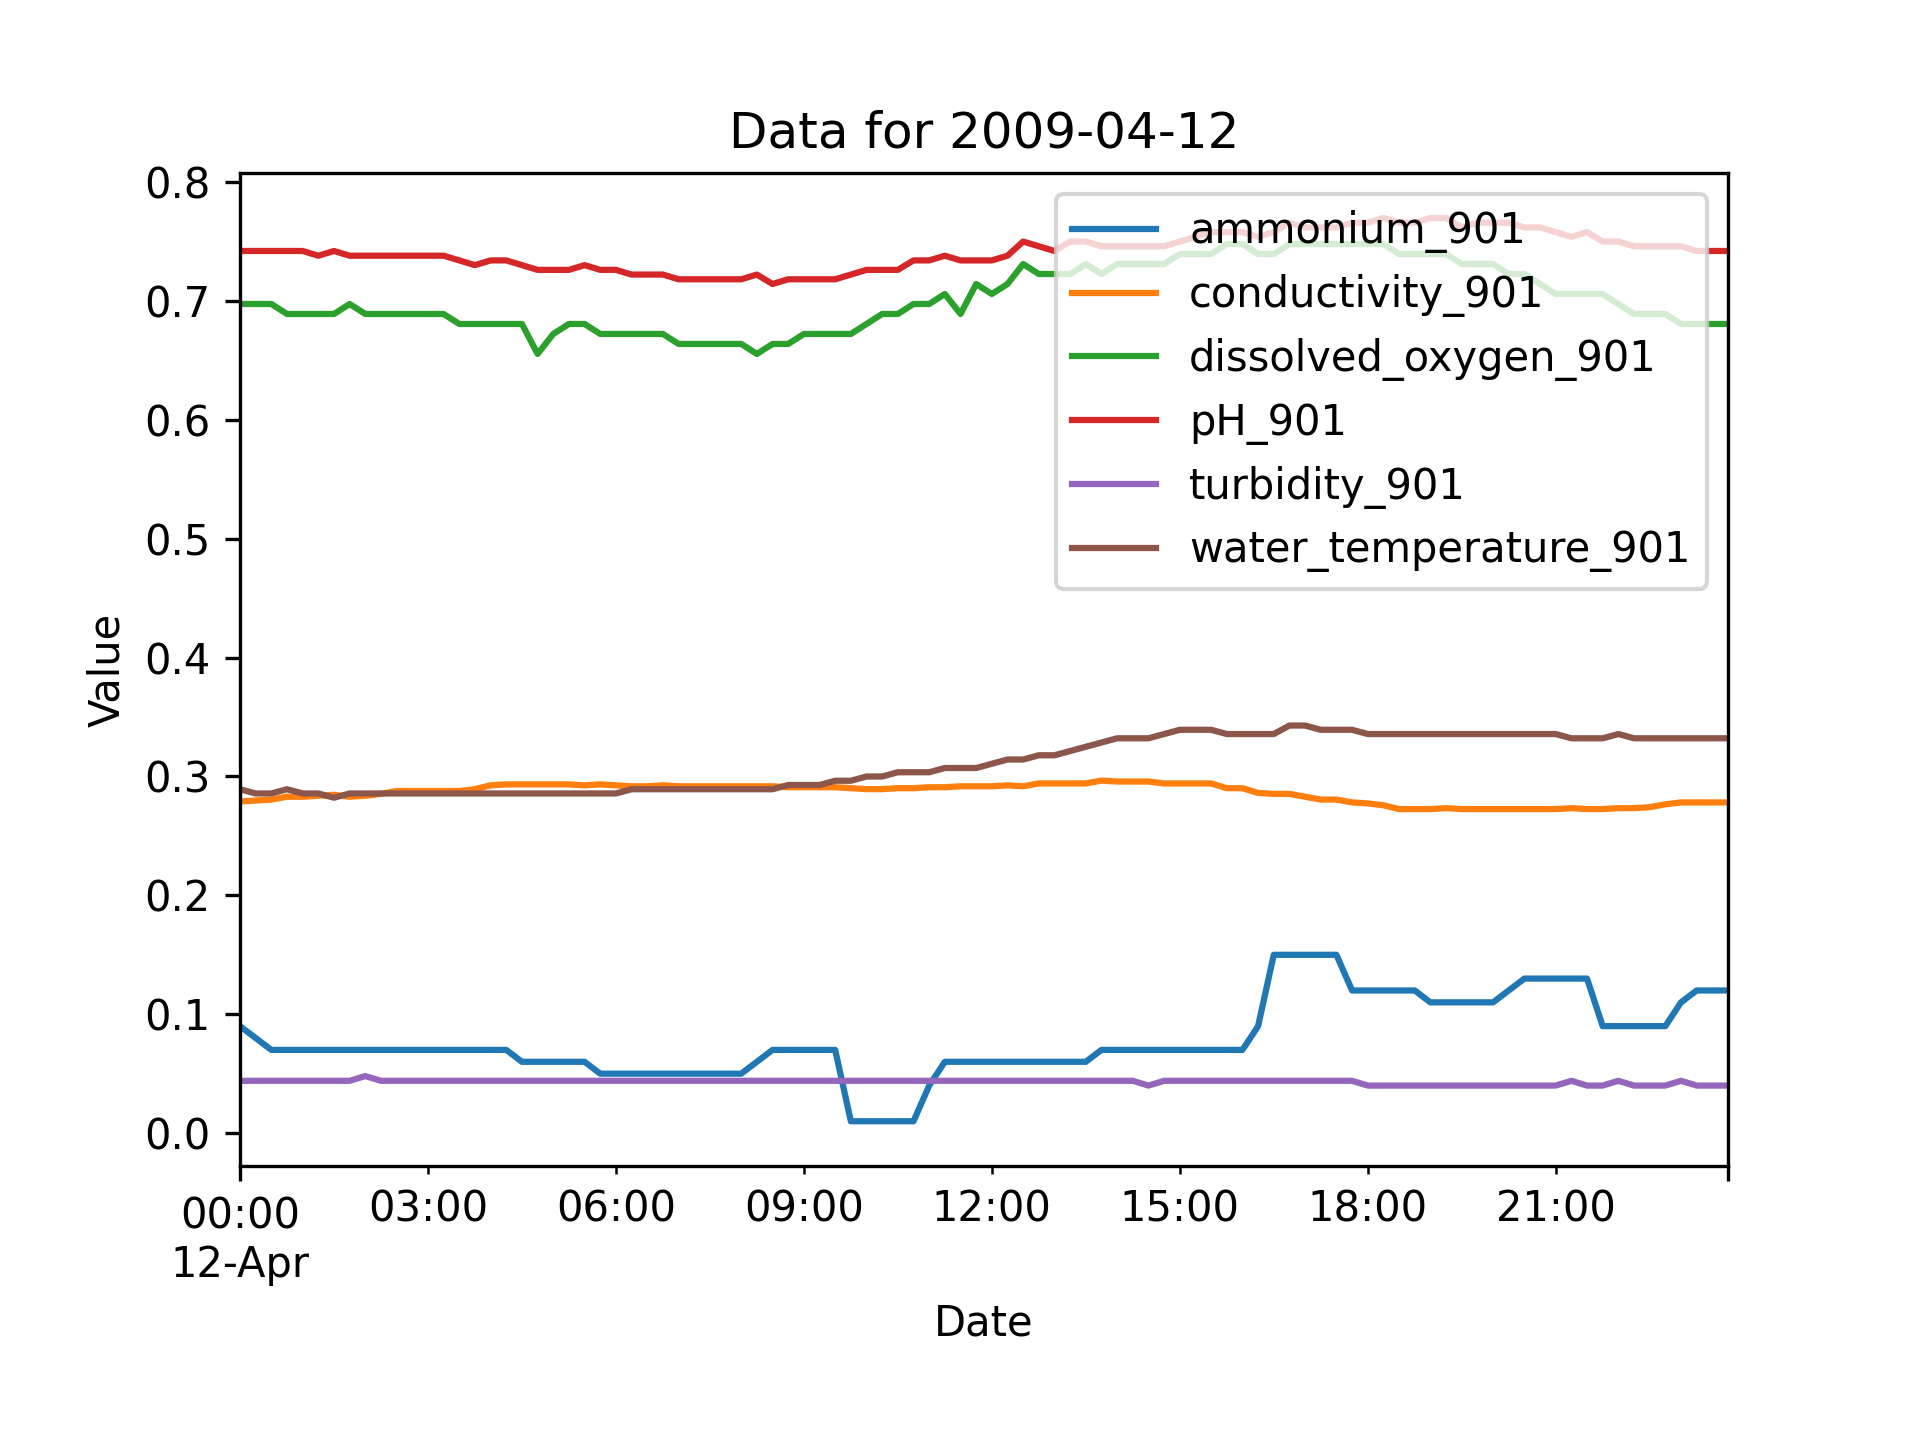 Data for 2009-04-12
0.8
0.7
0.6
0.5
0.4
0.3
0.2
0.1
0.0
Value
ammonium_901
conductivity_901
dissolved_oxygen_901
pH_901
turbidity_901
water_temperature_901
00:00 03:00 06:00 09:00 12:00 15:00 18:00 21:00
12-Apr
Date